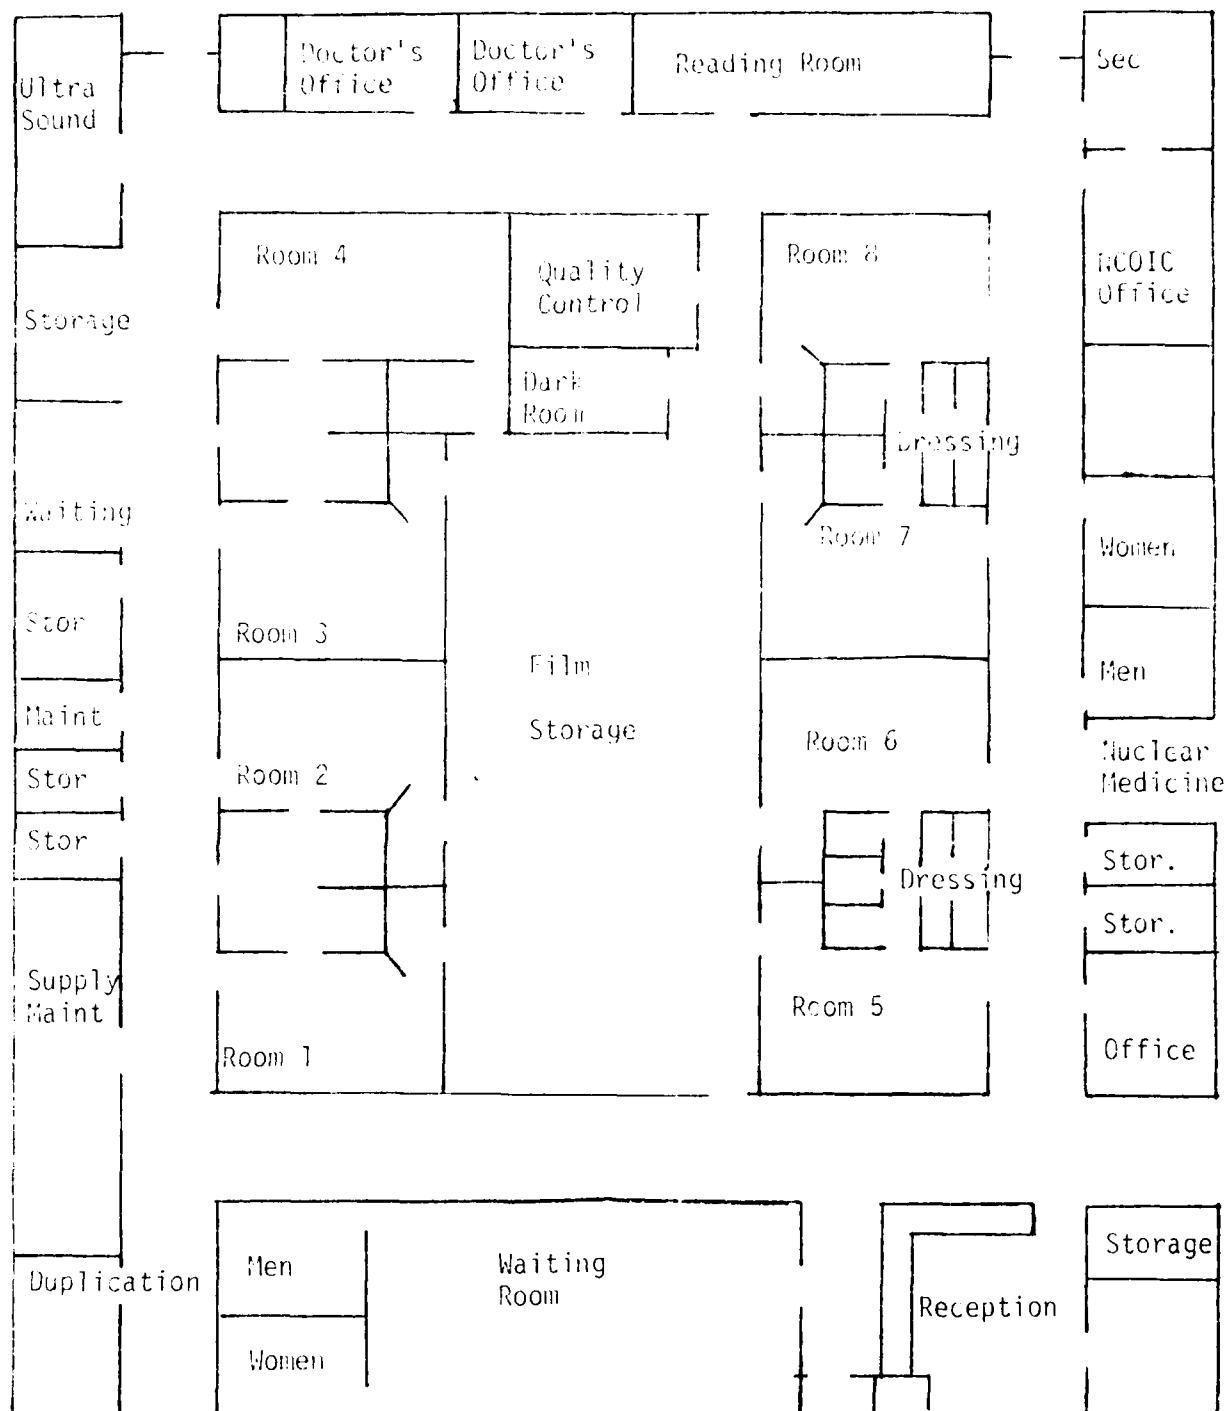 Ultra
Sound
Doctor's
Office
Doctor's
Office
Reading Room
Sec
Room 4
Quality
Control
Room 8
NCOIC
Office
Storage
Dark
Room
Dressing
Waiting
Room 7
Women
Stor
Room 3
Film
Storage
Men
Maint
Room 6
Nuclear
Medicine
Stor
Room 2
Stor
Stor.
Dressing
Stor.
Supply
Maint
Room 5
Office
Room 1
Duplication
Men
Women
Waiting
Room
Reception
Storage